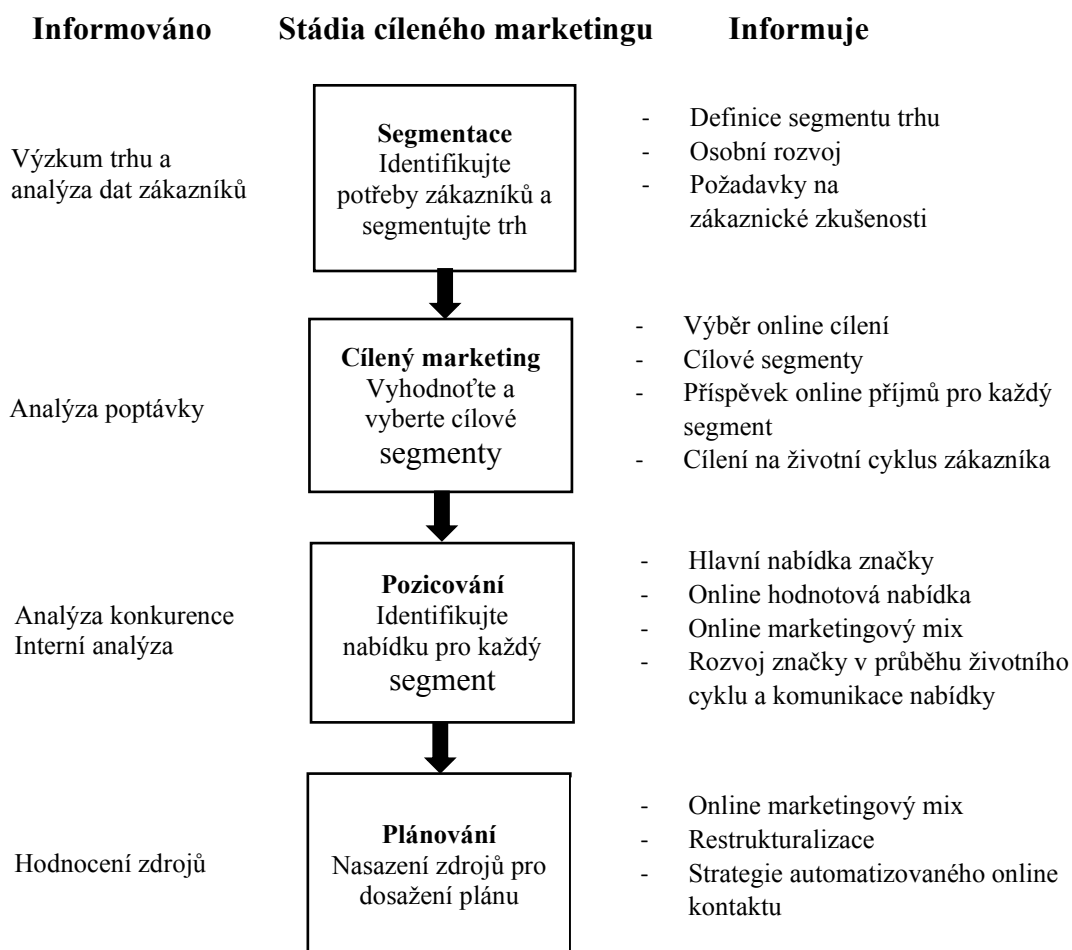 Informováno Stádia cíleného marketingu Informuje
Výzkum trhu a
analýza dat zákazníků
Segmentace
Identifikujte
potřeby zákazníků a
segmentujte trh
- Definice segmentu trhu
- Osobní rozvoj
- Požadavky na
zákaznické zkušenosti
Analýza poptávky
Cílený marketing
Vyhodnoťte a
vyberte cílové
segmenty
- Výběr online cílení
- Cílové segmenty
- Příspěvek online příjmů pro každý
segment
- Cílení na životní cyklus zákazníka
Analýza konkurence
Interní analýza
Pozicování
Identifikujte
nabídku pro každý
segment
- Hlavní nabídka značky
- Online hodnotová nabídka
- Online marketingový mix
- Rozvoj značky v průběhu životního
cyklu a komunikace nabídky
Hodnocení zdrojů
Plánování
Nasazení zdrojů pro
dosažení plánu
- Online marketingový mix
- Restrukturalizace
- Strategie automatizovaného online
kontaktu